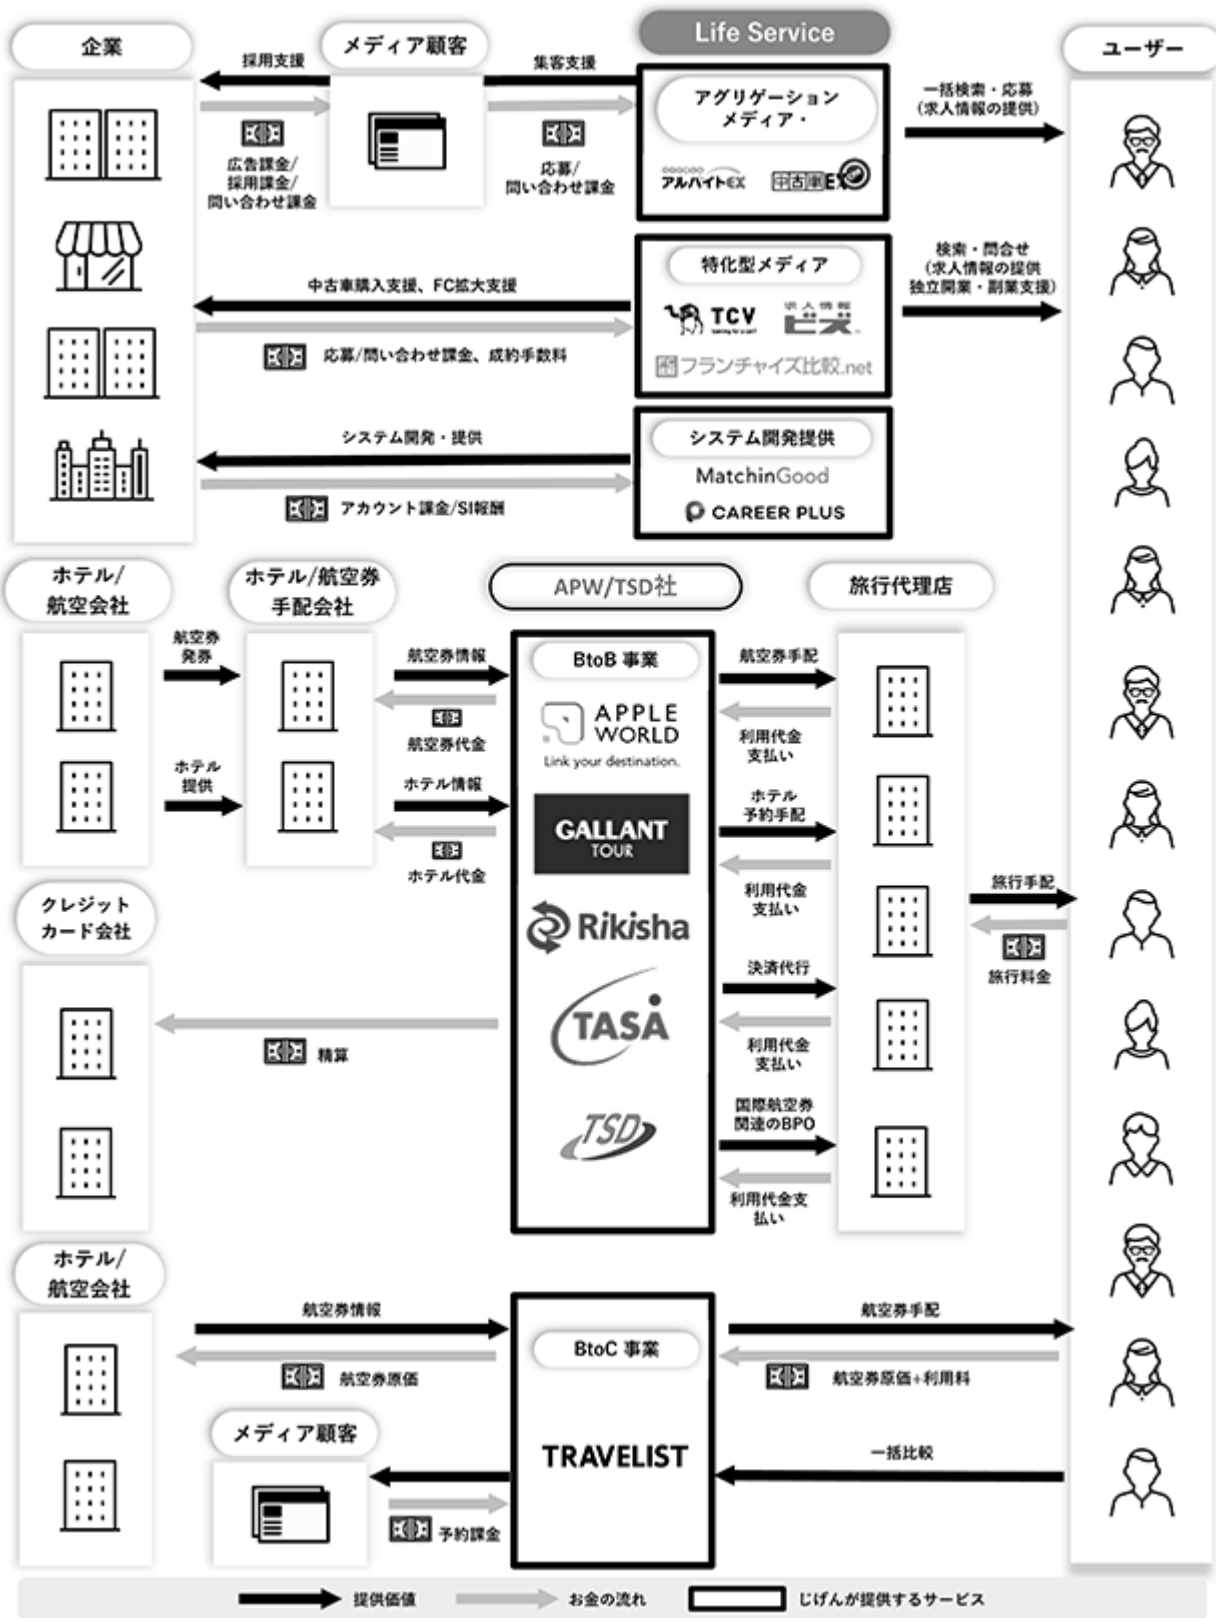 企業
メディア顧客
Life Service
ユーザー
採用支援
集客支援
広告課金/
採用課金/
問い合わせ課金
応募/
問い合わせ課金
アグリゲーション
メディア・
アルバイトEX
中古車EX
一括検索・応募
(求人情報の提供)
中古車購入支援、FC拡大支援
応募/問い合わせ課金、成約手数料
特化型メディア
TCV
求人情報
ビズ
フランチャイズ比較.net
検索・問合せ
(求人情報の提供
独立開業・副業支援)
システム開発・提供
アカウント課金/SI報酬
システム開発提供
MatchinGood
CAREER PLUS
ホテル/
航空会社
ホテル/航空券
手配会社
APW/TSD社
旅行代理店
航空券
発券
航空券情報
航空券代金
ホテル
提供
ホテル情報
ホテル代金
BtoB 事業
APPLE
WORLD
Link your destination.
GALLANT
TOUR
Rikisha
TASA
TSD
航空券手配
利用代金
支払い
ホテル
予約手配
利用代金
支払い
決済代行
利用代金
支払い
国際航空券
関連のBPO
利用代金支
払い
旅行手配
旅行料金
クレジット
カード会社
精算
ホテル/
航空会社
航空券情報
航空券原価
BtoC 事業
TRAVELIST
航空券手配
航空券原価+利用料
一括比較
メディア顧客
予約課金
提供価値
お金の流れ
じげんが提供するサービス